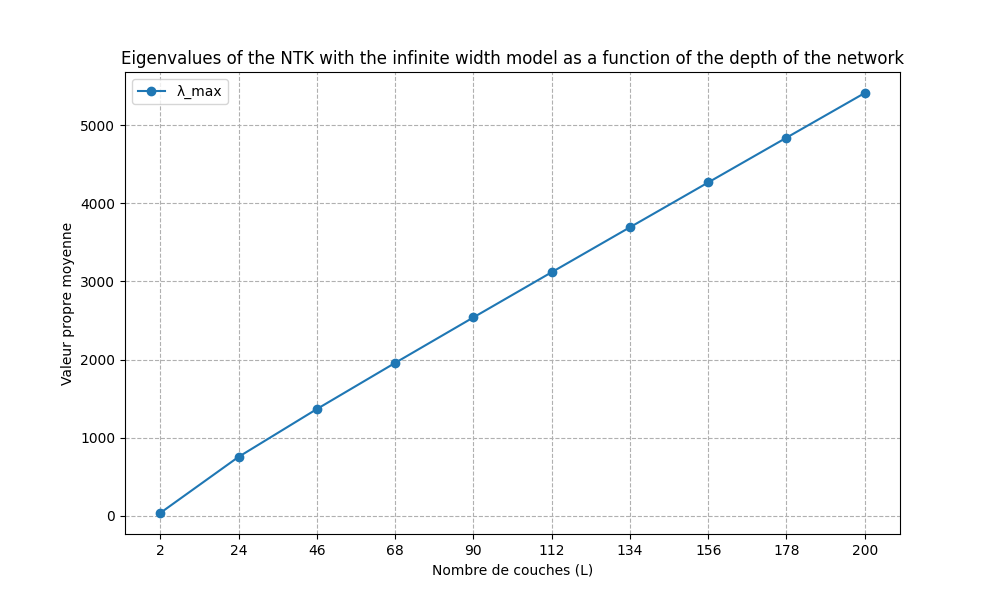 Eigenvalues of the NTK with the infinite width model as a function of the depth of the network
λ_max
5000
4000
3000
2000
1000
0
Valeur propre moyenne
2 24 46 68 90 112 134 156 178 200
Nombre de couches (L)